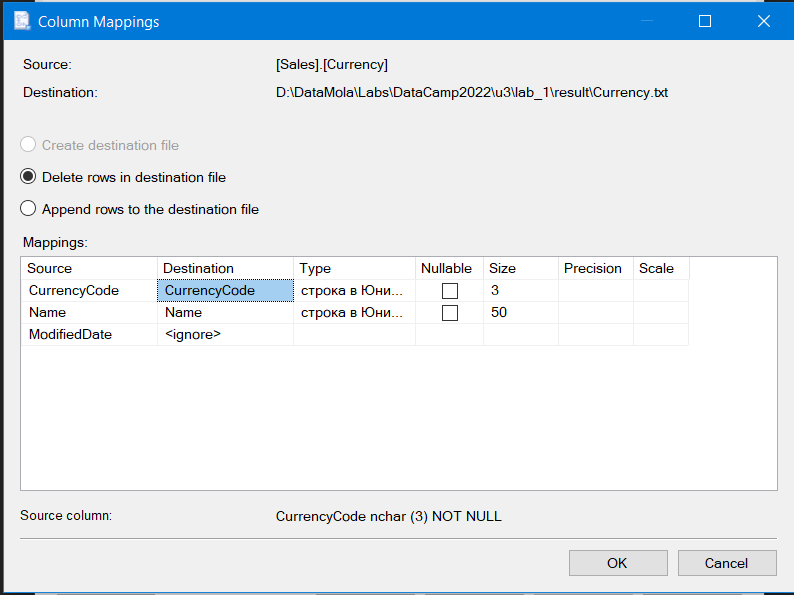 Column Mappings
Source: [Sales].[Currency]
Destination: D:\DataMola\Labs\DataCamp2022\u3\lab_1\result\Currency.txt
Create destination file
Delete rows in destination file
Append rows to the destination file
Mappings:
Source Destination Type Nullable Size Precision Scale
CurrencyCode CurrencyCode строка в Юни... 3
Name Name строка в Юни... 50
ModifiedDate <ignore>
Source column: CurrencyCode nchar (3) NOT NULL
OK Cancel